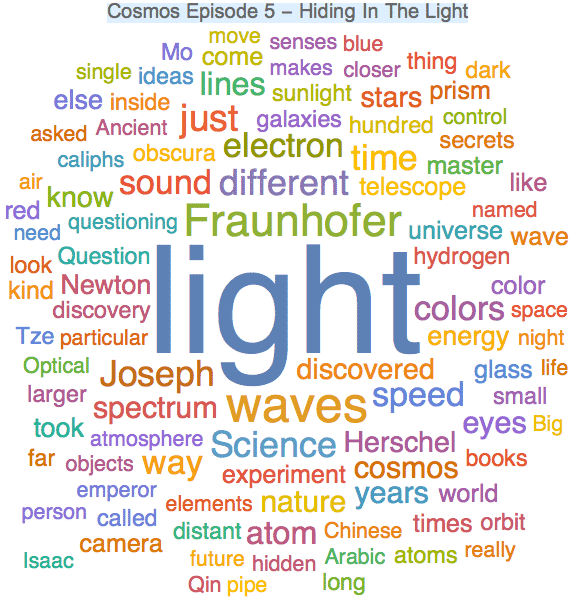 Cosmos Episode 5 – Hiding In The Light
move senses blue
Mo come makes closer thing
single ideas lines sunlight stars prism dark
else inside just galaxies hundred control
asked Ancient obscura electron time secrets
caliphs master
air know sound different telescope like
red questioning Fraunhofer named
need universe wave
look Question light hydrogen
kind Newton color
discovery colors space
Tze particular energy night
Optical Joseph discovered glass life
larger spectrum waves speed small
took atmosphere Science Herschel eyes Big
far objects way cosmos books
emperor experiment years world
person called elements nature
camera distant atom Chinese times orbit
Isaac future hidden Arabic atoms really
Qin pipe long